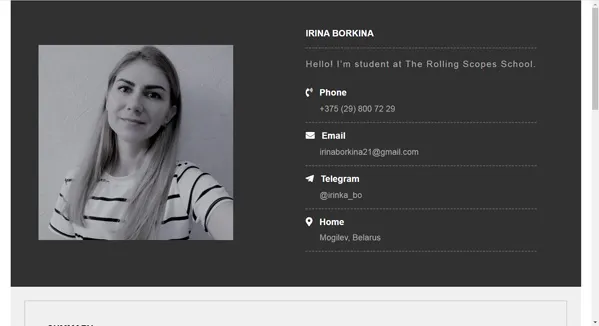 IRINA BORKINA
Hello! I'm student at The Rolling Scopes School.
Phone
+375 (29) 800 72 29
Email
irinaborkina21@gmail.com
Telegram
@irinka_bo
Home
Mogilev, Belarus
SUMMARY